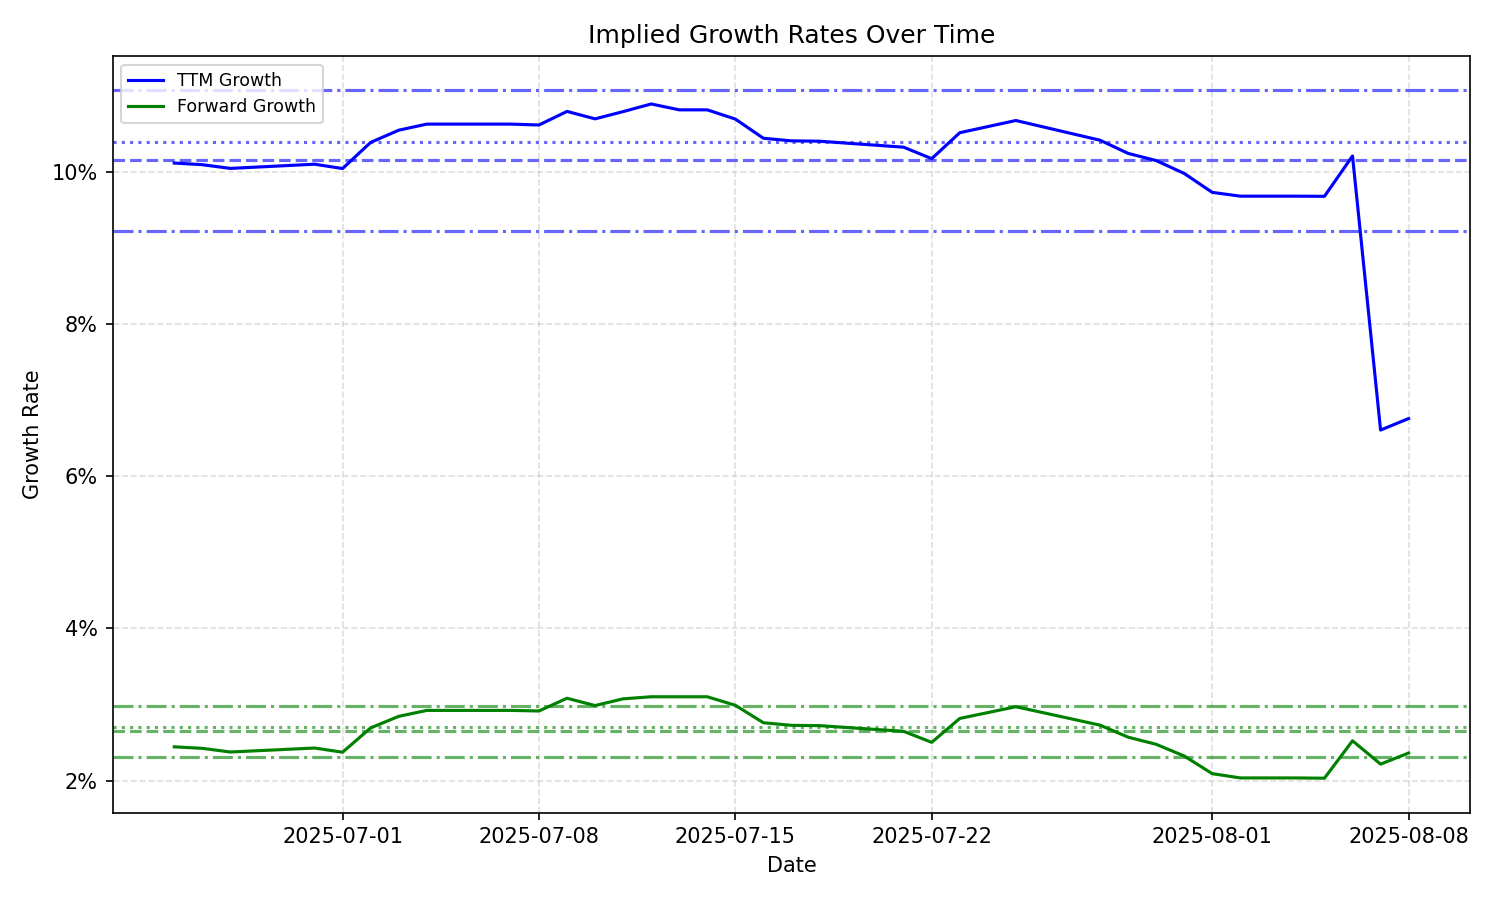 Implied Growth Rates Over Time
TTM Growth
Forward Growth
10%
8%
6%
4%
2%
Growth Rate
2025-07-01
2025-07-08
2025-07-15
2025-07-22
2025-08-01
2025-08-08
Date